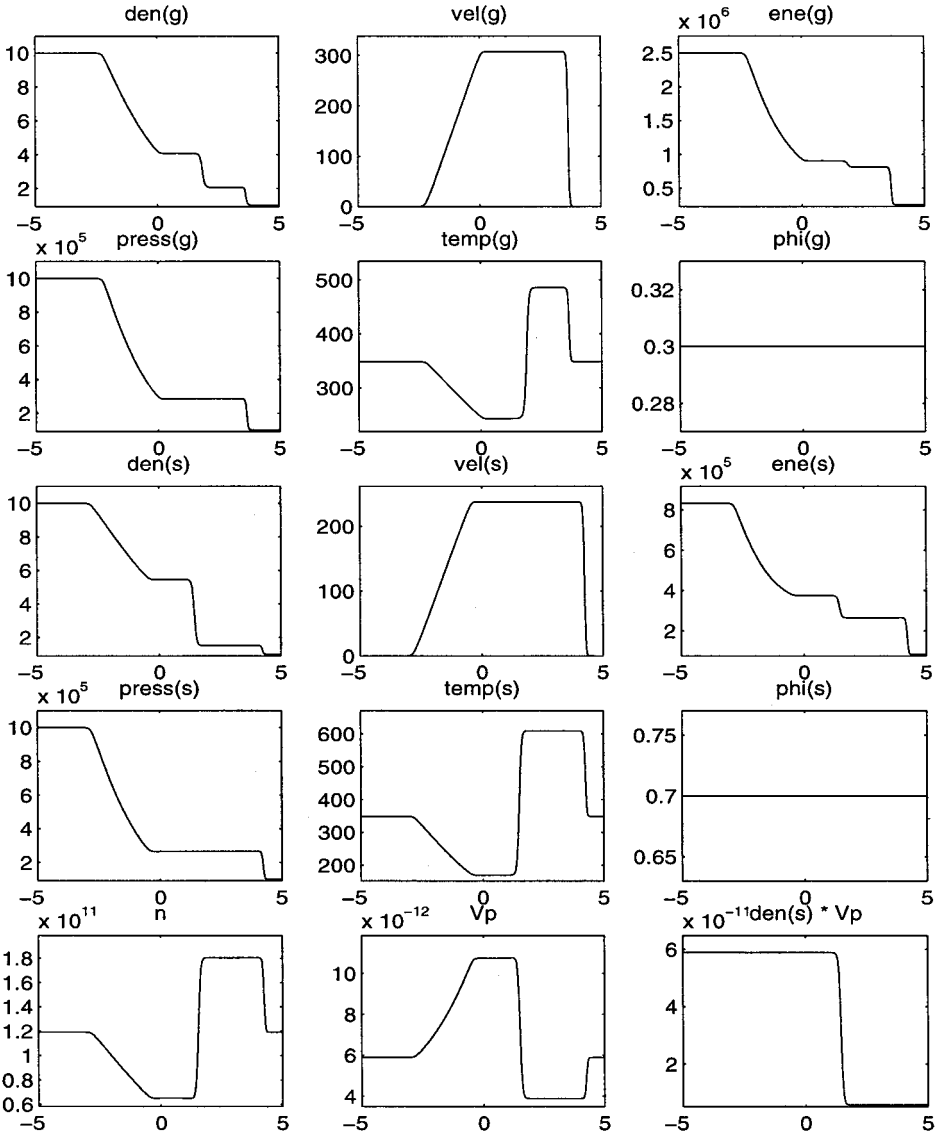 den(g)
10
8
6
4
2
−5 0 5
vel(g)
300
200
100
0
−5 0 5
x 10^6 ene(g)
2.5
2
1.5
1
0.5
−5 0 5
x 10^5 press(g)
10
8
6
4
2
−5 0 5
temp(g)
500
400
300
−5 0 5
phi(g)
0.32
0.3
0.28
−5 0 5
den(s)
10
8
6
4
2
−5 0 5
vel(s)
200
100
0
−5 0 5
x 10^5 ene(s)
8
6
4
2
−5 0 5
x 10^5 press(s)
10
8
6
4
2
−5 0 5
temp(s)
600
500
400
300
200
−5 0 5
phi(s)
0.75
0.7
0.65
−5 0 5
x 10^11 n
1.8
1.6
1.4
1.2
1
0.8
0.6
−5 0 5
x 10^−12 Vp
10
8
6
4
−5 0 5
x 10^−11 den(s) * Vp
6
4
2
−5 0 5